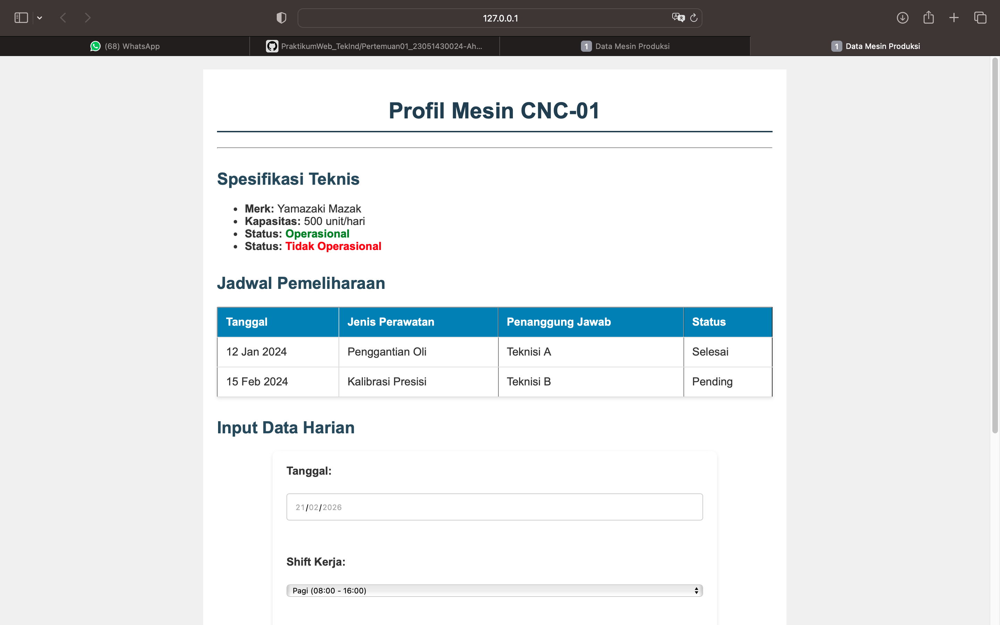 127.0.0.1
(68) WhatsApp
PraktikumWeb_TekInd/Pertemuan01_23051430024-Ah...
1 Data Mesin Produksi
1 Data Mesin Produksi
Profil Mesin CNC-01
Spesifikasi Teknis
• Merk: Yamazaki Mazak
• Kapasitas: 500 unit/hari
• Status: Operasional
• Status: Tidak Operasional
Jadwal Pemeliharaan
Tanggal Jenis Perawatan Penanggung Jawab Status
12 Jan 2024 Penggantian Oli Teknisi A Selesai
15 Feb 2024 Kalibrasi Presisi Teknisi B Pending
Input Data Harian
Tanggal:
21/02/2026
Shift Kerja:
Pagi (08:00 - 16:00)